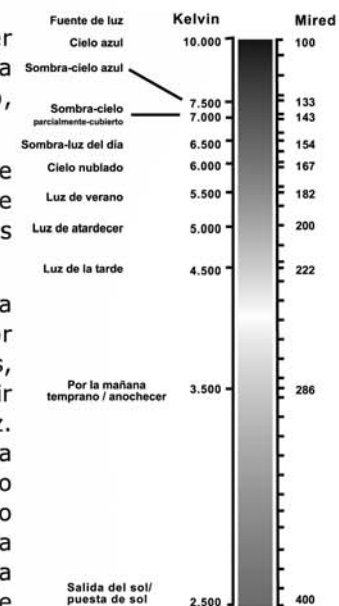 Fuente de luz Kelvin Mired
Cielo azul 10.000 100
Sombra-cielo azul
7.500 133
Sombra-cielo 7.000 143
parcialmente-cubierto
Sombra-luz del día 6.500 154
Cielo nublado 6.000 167
Luz de verano 5.500 182
Luz de atardecer 5.000 200
Luz de la tarde 4.500 222
Por la mañana
temprano / anochecer 3.500 286
Salida del sol/
puesta de sol 2.500 400